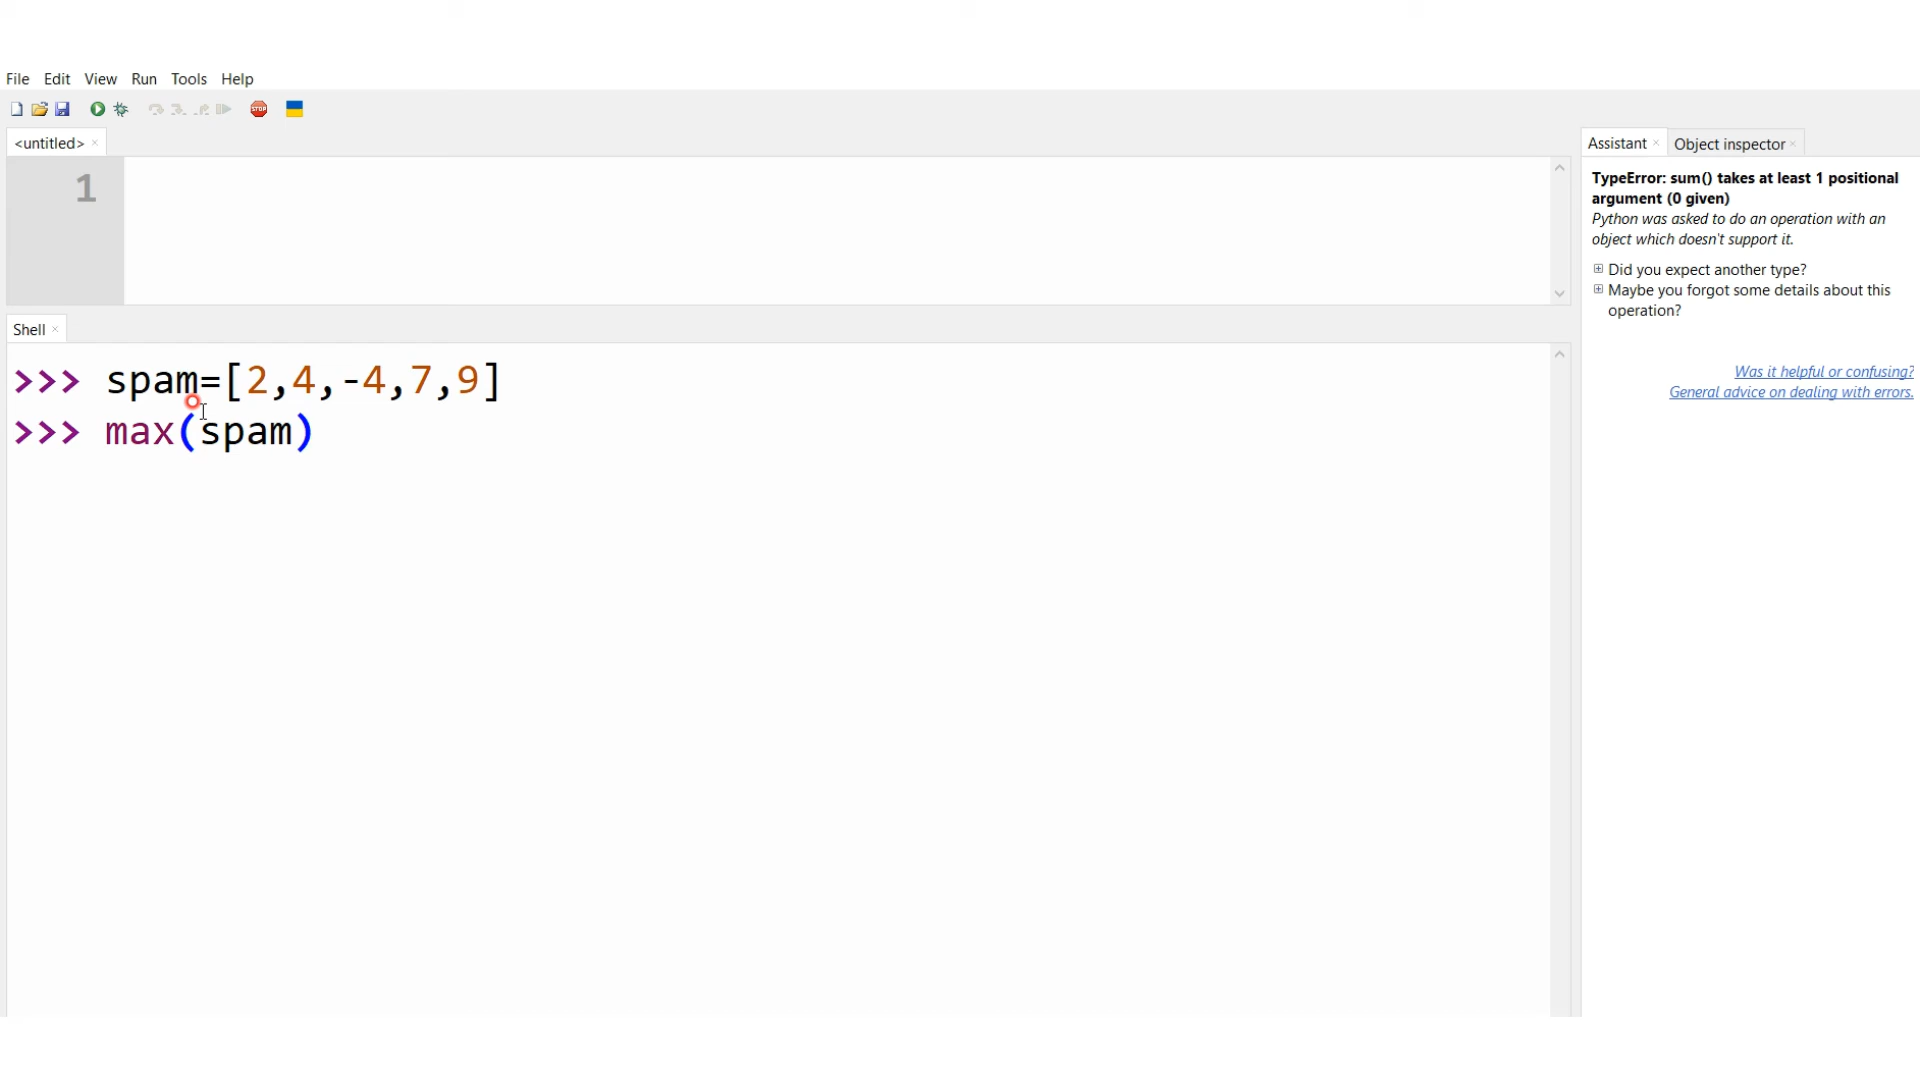 File Edit View Run Tools Help
STOP
<untitled> ×
1
Shell ×
>>> spam=[2,4,-4,7,9]
>>> max(spam)
Assistant × Object inspector ×
TypeError: sum() takes at least 1 positional
argument (0 given)
Python was asked to do an operation with an
object which doesn't support it.
Did you expect another type?
Maybe you forgot some details about this
operation?
Was it helpful or confusing?
General advice on dealing with errors.